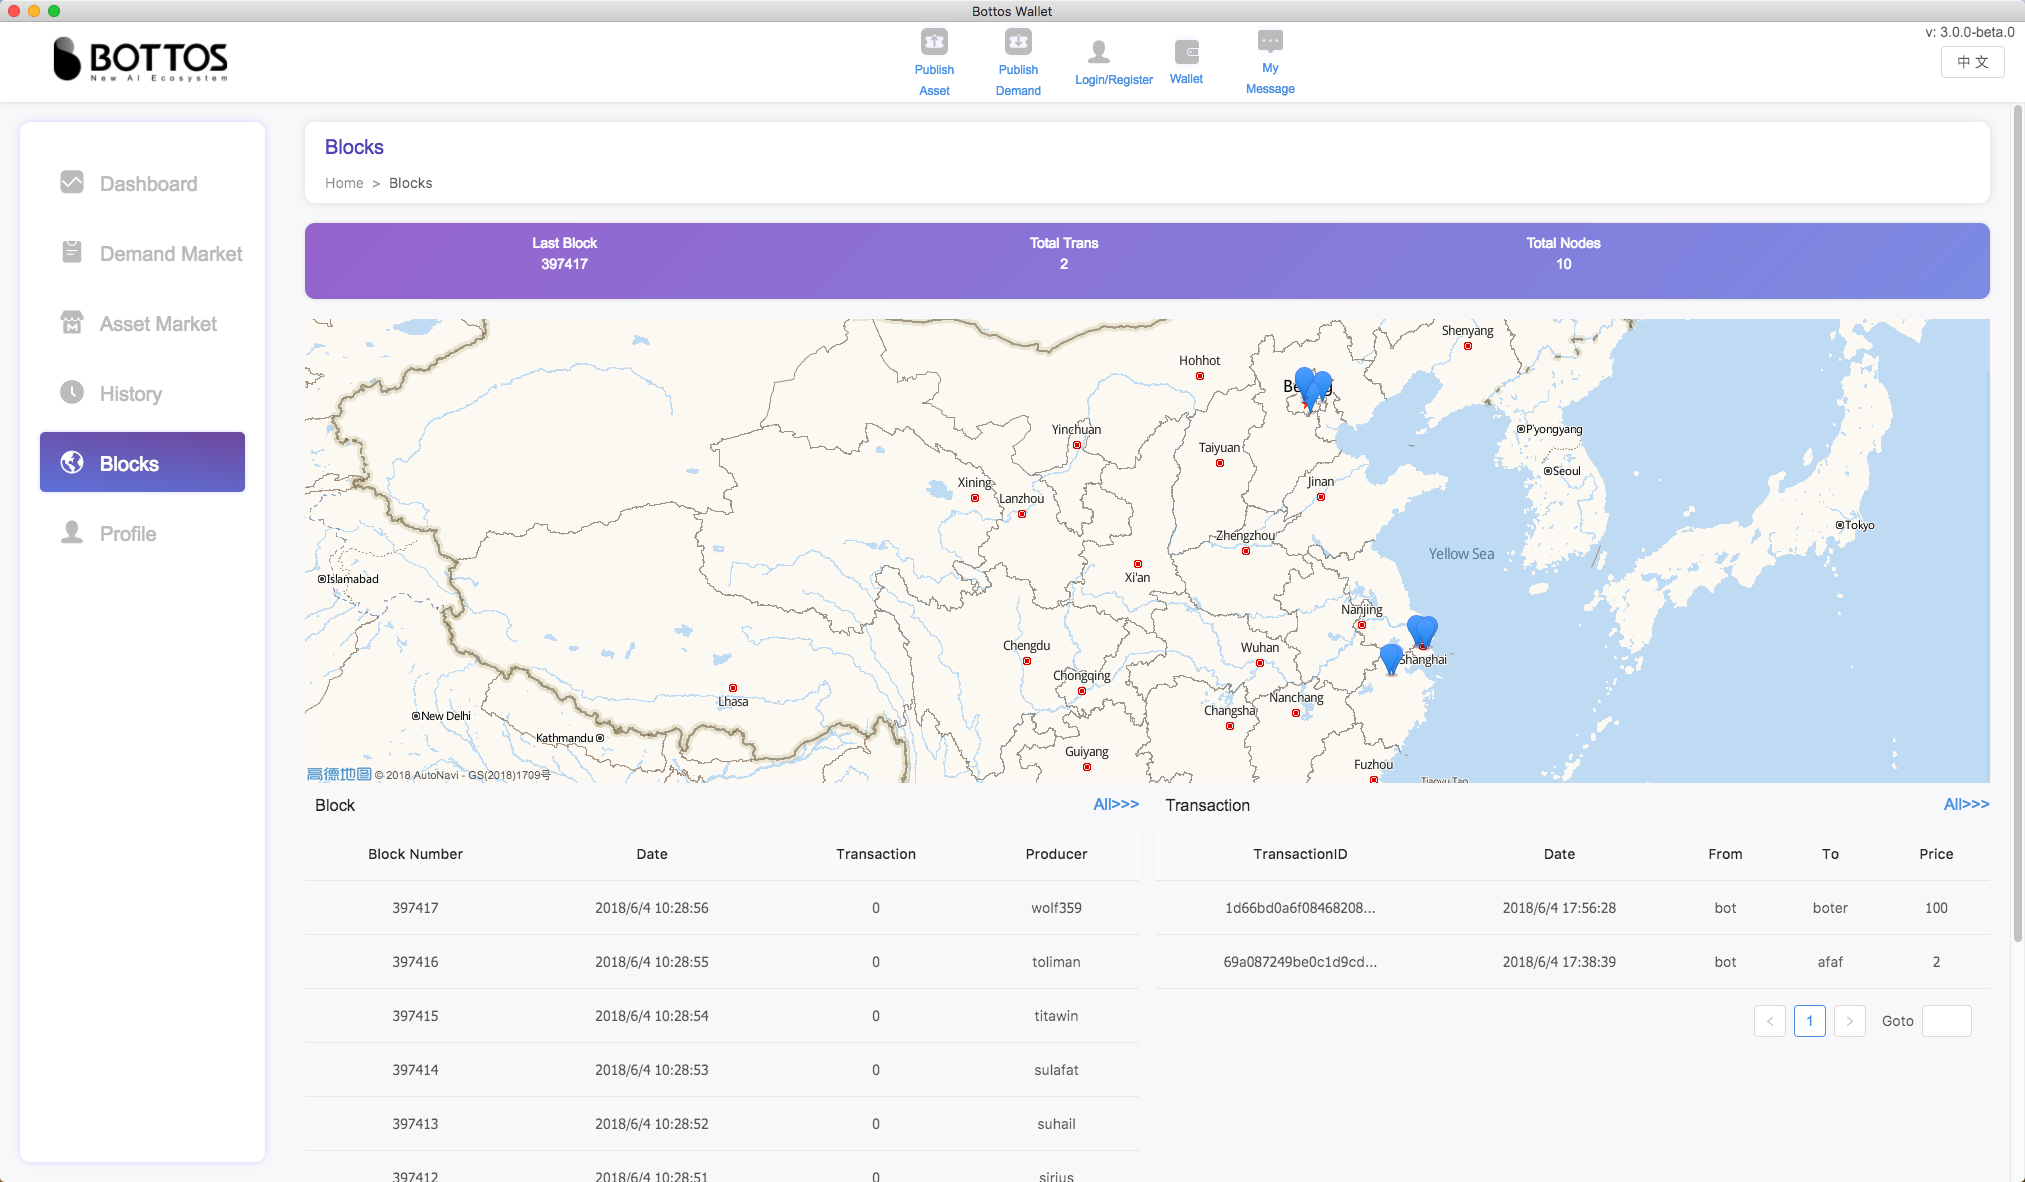 Bottos Wallet
BOTTOS
New AI Ecosystem
Publish
Asset
Publish
Demand
Login/Register
Wallet
My
Message
v: 3.0.0-beta.0
中 文
Dashboard
Demand Market
Asset Market
History
Blocks
Profile
Blocks
Home > Blocks
Last Block
397417
Total Trans
2
Total Nodes
10
Shenyang
Hohhot
P'yongyang
Yinchuan
Taiyuan
Seoul
Xining
Jinan
Lanzhou
Tokyo
Zhengzhou
Yellow Sea
Xi'an
Islamabad
Nanjing
Chengdu
Wuhan
Shanghai
Chongqing
Lhasa
Nanchang
Changsha
New Delhi
Kathmandu
Guiyang
Fuzhou
高德地图 © 2018 AutoNavi - GS(2018)1709号
Block All>>>
Block Number Date Transaction Producer
397417 2018/6/4 10:28:56 0 wolf359
397416 2018/6/4 10:28:55 0 toliman
397415 2018/6/4 10:28:54 0 titawin
397414 2018/6/4 10:28:53 0 sulafat
397413 2018/6/4 10:28:52 0 suhail
397412 2018/6/4 10:28:51 0 sirius
Transaction All>>>
TransactionID Date From To Price
1d66bd0a6f08468208... 2018/6/4 17:56:28 bot boter 100
69a087249be0c1d9cd... 2018/6/4 17:38:39 bot afaf 2
< 1 > Goto